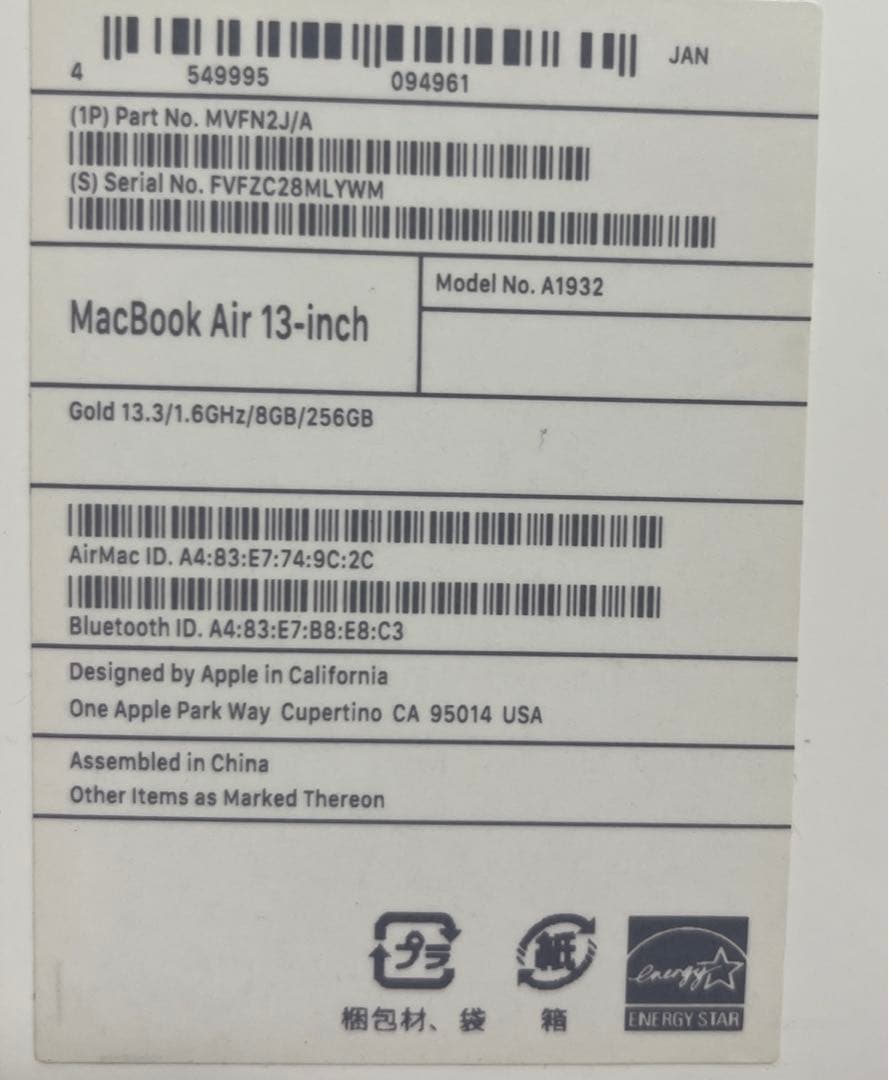 JAN
4 549995 094961
(1P) Part No. MVFN2J/A
(S) Serial No. FVFZC28MLYWM
MacBook Air 13-inch
Model No. A1932
Gold 13.3/1.6GHz/8GB/256GB
AirMac ID. A4:83:E7:74:9C:2C
Bluetooth ID. A4:83:E7:B8:E8:C3
Designed by Apple in California
One Apple Park Way Cupertino CA 95014 USA
Assembled in China
Other Items as Marked Thereon
プラ
紙
energy
梱包材、袋
箱
ENERGY STAR